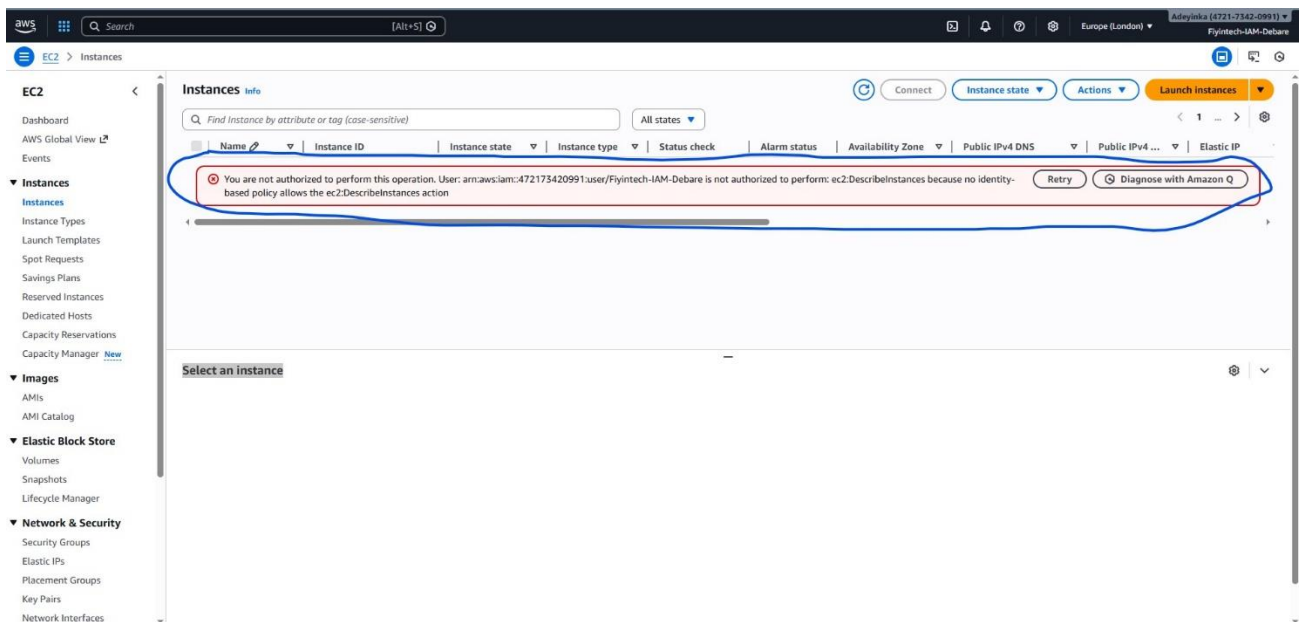 aws
Search
[Alt+S]
Europe (London)
Adeyinka (4721-7342-0991)
Fiyintech-IAM-Debare
EC2 > Instances
EC2
Dashboard
AWS Global View
Events
Instances
Instances
Instance Types
Launch Templates
Spot Requests
Savings Plans
Reserved Instances
Dedicated Hosts
Capacity Reservations
Capacity Manager New
Images
AMIs
AMI Catalog
Elastic Block Store
Volumes
Snapshots
Lifecycle Manager
Network & Security
Security Groups
Elastic IPs
Placement Groups
Key Pairs
Network Interfaces
Instances Info
Connect
Instance state
Actions
Launch instances
Find Instance by attribute or tag (case-sensitive)
All states
1 ...
Name Instance ID Instance state Instance type Status check Alarm status Availability Zone Public IPv4 DNS Public IPv4 ... Elastic IP
You are not authorized to perform this operation. User: arn:aws:iam::472173420991:user/Fiyintech-IAM-Debare is not authorized to perform: ec2:DescribeInstances because no identity-
based policy allows the ec2:DescribeInstances action
Retry
Diagnose with Amazon Q
Select an instance